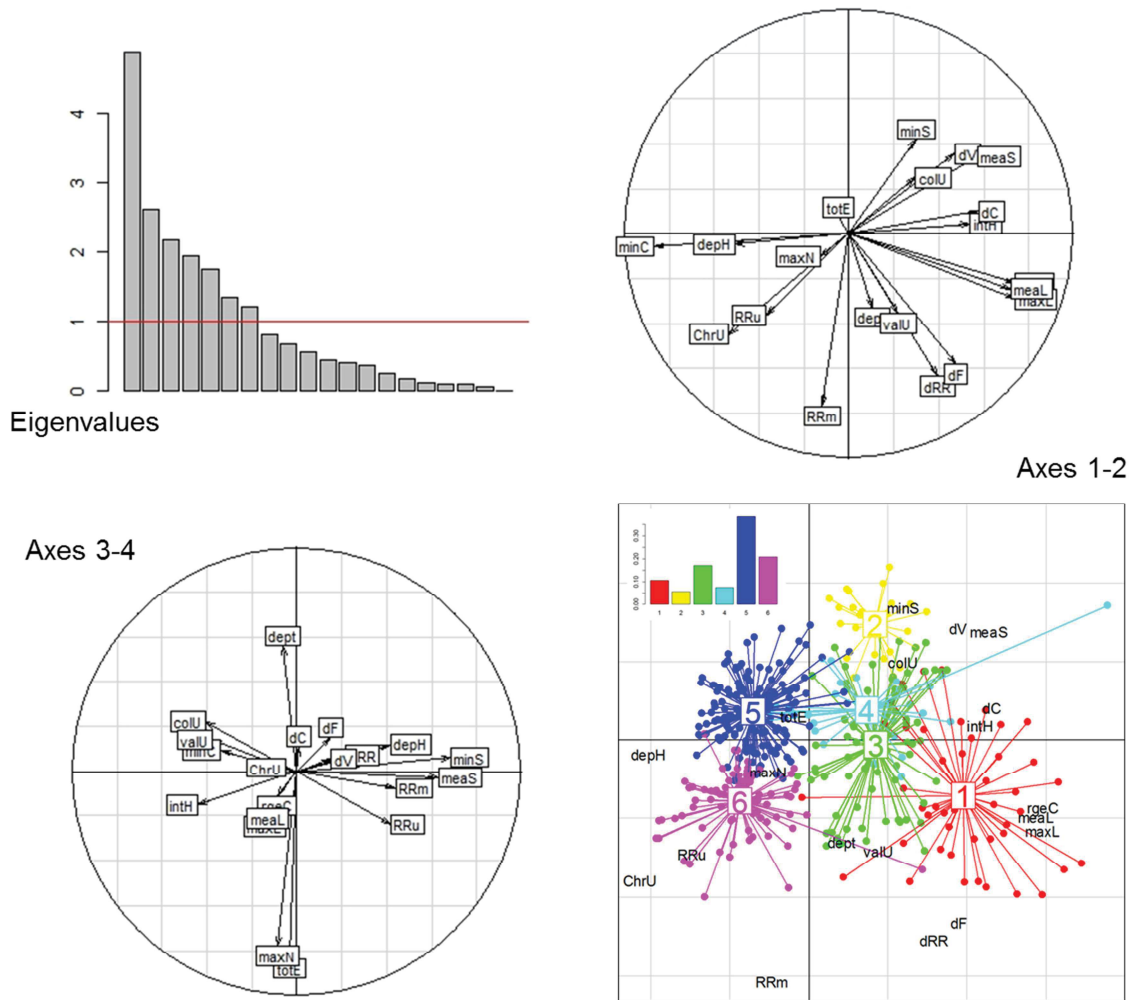 4
3
2
1
0
Eigenvalues
minS
dV
meaS
colU
totE
dC
intH
minC
depH
maxN
meaL
maxL
RRu
ChrU
dep
valU
dF
dRR
RRm
Axes 1-2
Axes 3-4
dept
colU
valU
minC
dC
dF
depH
RR
dV
minS
ChrU
meaS
RRm
intH
rgeC
meaL
maxL
RRu
maxN
totE
0.30
0.20
0.10
0.00
1 2 3 4 5 6
minS
2
dV meaS
colU
dC
5 totE 4
intH
3
depH
maxN
6 1
rgeC
meaL
maxL
dept
valU
RRu
ChrU
dF
dRR
RRm